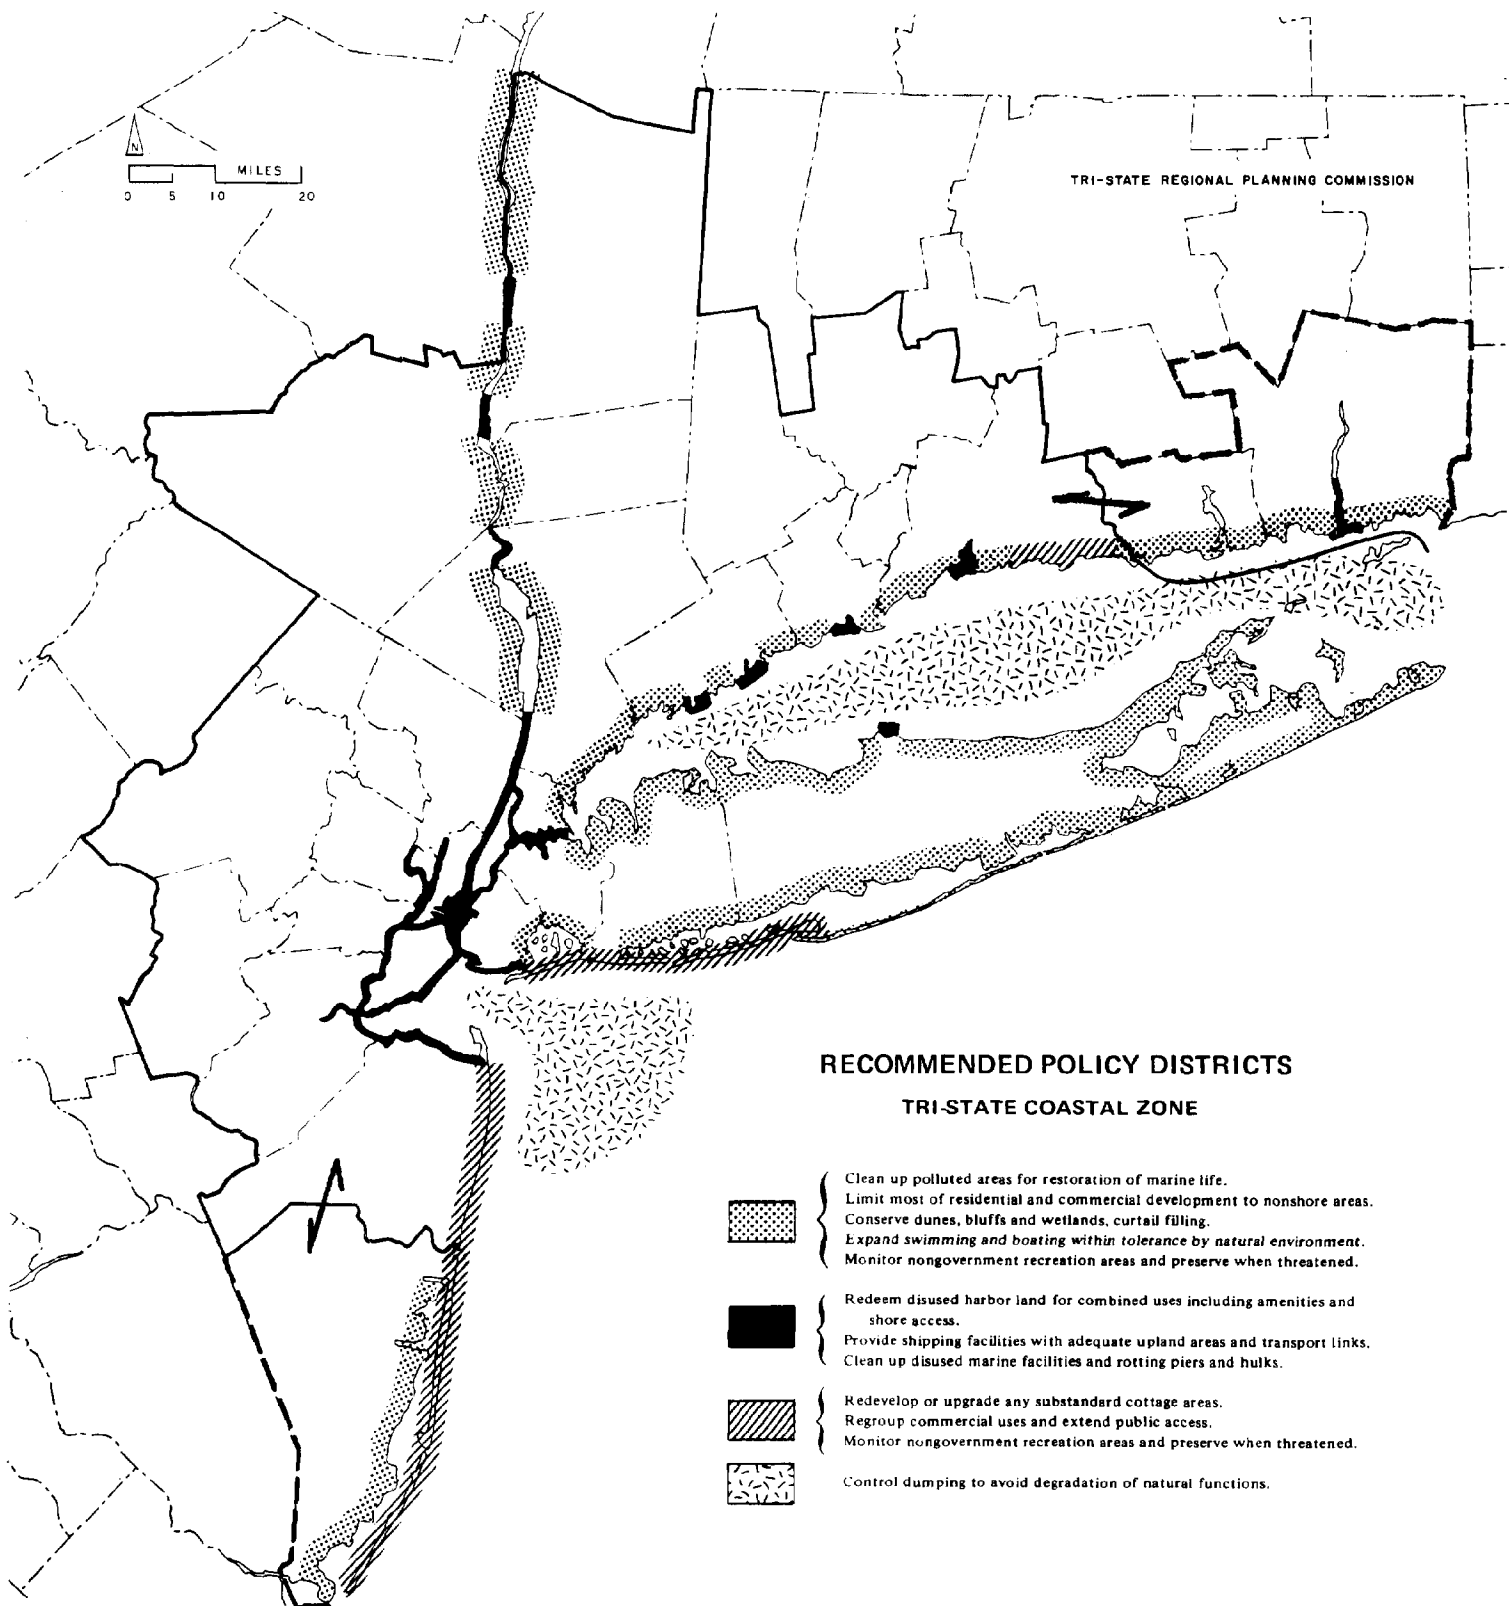 N
MILES
0 5 10 20
TRI-STATE REGIONAL PLANNING COMMISSION
RECOMMENDED POLICY DISTRICTS
TRI-STATE COASTAL ZONE
Clean up polluted areas for restoration of marine life.
Limit most of residential and commercial development to nonshore areas.
Conserve dunes, bluffs and wetlands, curtail filling.
Expand swimming and boating within tolerance by natural environment.
Monitor nongovernment recreation areas and preserve when threatened.
Redeem disused harbor land for combined uses including amenities and
shore access.
Provide shipping facilities with adequate upland areas and transport links.
Clean up disused marine facilities and rotting piers and hulks.
Redevelop or upgrade any substandard cottage areas.
Regroup commercial uses and extend public access.
Monitor nongovernment recreation areas and preserve when threatened.
Control dumping to avoid degradation of natural functions.